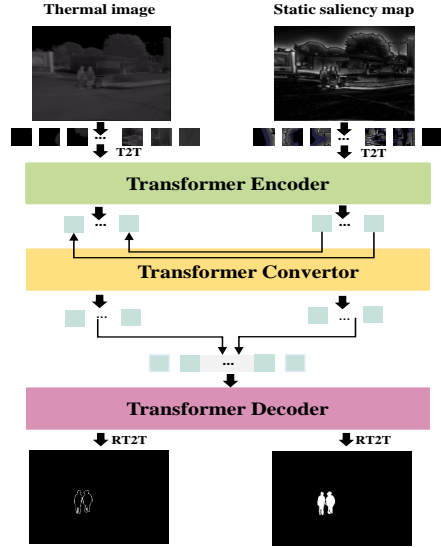 Thermal image
Static saliency map
...
...
T2T
T2T
Transformer Encoder
...
...
Transformer Convertor
...
...
...
Transformer Decoder
RT2T
RT2T